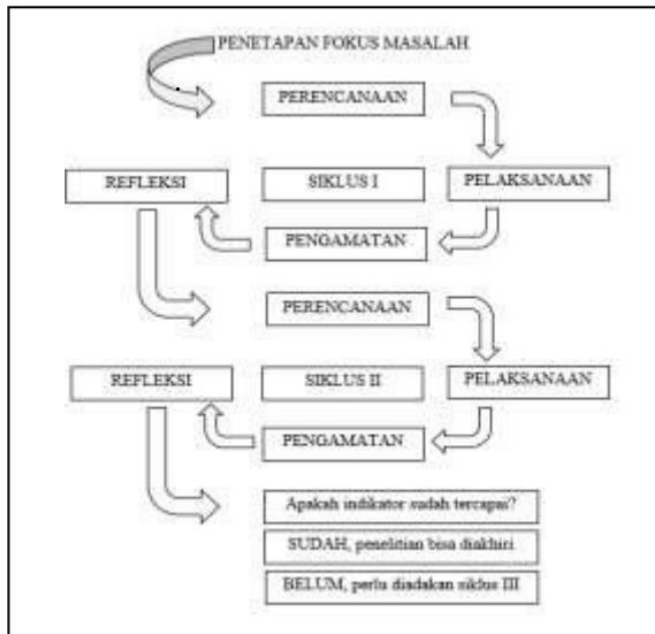 PENETAPAN FOKUS MASALAH
PERENCANAAN
REFLEKSI
SIKLUS I
PELAKSANAAN
PENGAMATAN
PERENCANAAN
REFLEKSI
SIKLUS II
PELAKSANAAN
PENGAMATAN
Apakah indikator sudah tercapai?
SUDAH, penelitian bisa diakhiri
BELUM, perlu diadakan siklus III